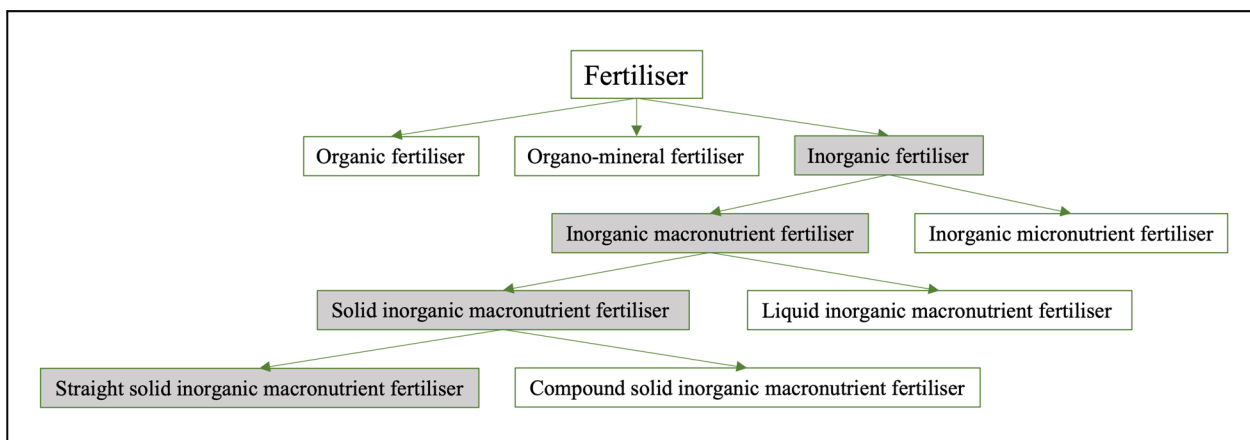 Fertiliser
Organic fertiliser
Organo-mineral fertiliser
Inorganic fertiliser
Inorganic macronutrient fertiliser
Inorganic micronutrient fertiliser
Solid inorganic macronutrient fertiliser
Liquid inorganic macronutrient fertiliser
Straight solid inorganic macronutrient fertiliser
Compound solid inorganic macronutrient fertiliser